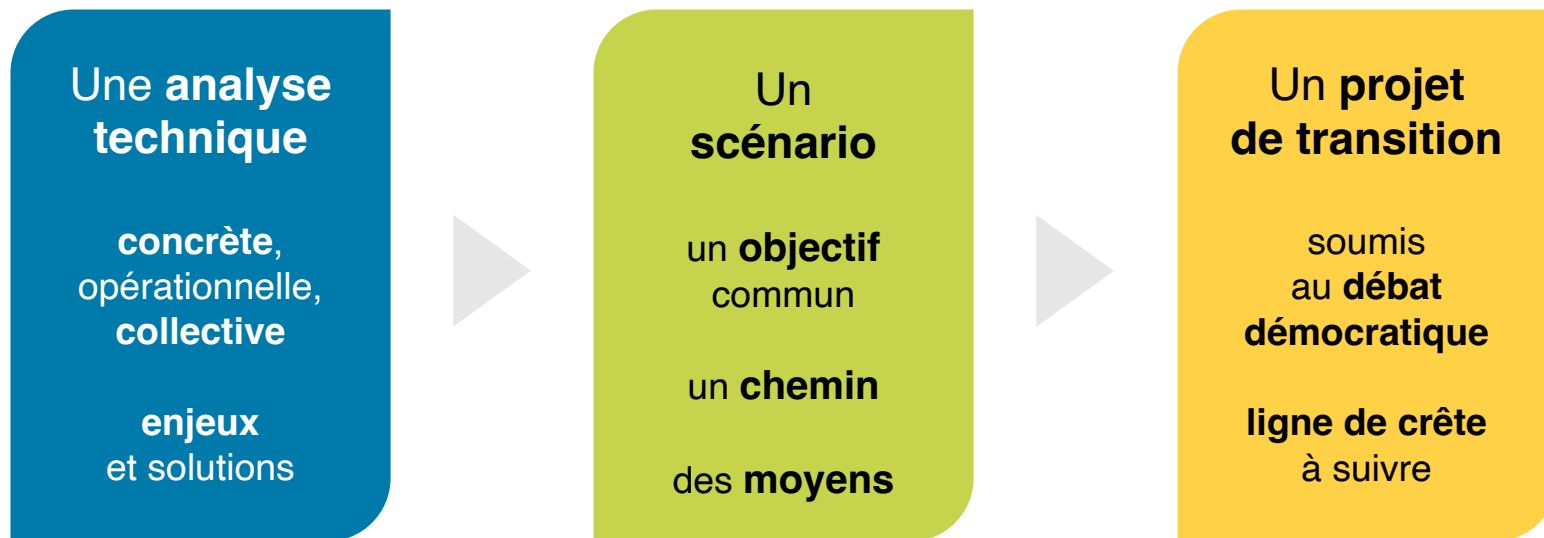 Une analyse
technique
concrète,
opérationnelle,
collective
enjeux
et solutions
Un
scénario
un objectif
commun
un chemin
des moyens
Un projet
de transition
soumis
au débat
démocratique
ligne de crête
à suivre